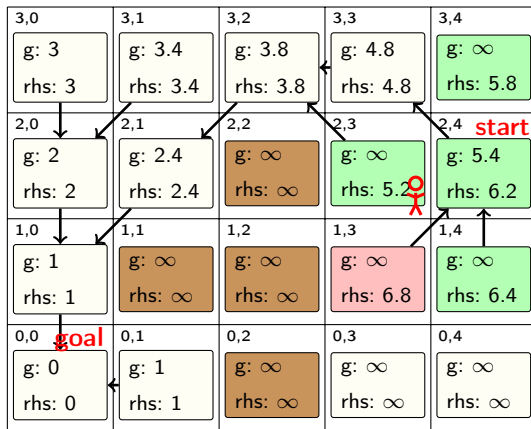 3,0 3,1 3,2 3,3 3,4
g: 3 g: 3.4 g: 3.8 g: 4.8 g: ∞
rhs: 3 rhs: 3.4 rhs: 3.8 rhs: 4.8 rhs: 5.8
2,0 2,1 2,2 2,3 2,4 start
g: 2 g: 2.4 g: ∞ g: ∞ g: 5.4
rhs: 2 rhs: 2.4 rhs: ∞ rhs: 5.2 rhs: 6.2
1,0 1,1 1,2 1,3 1,4
g: 1 g: ∞ g: ∞ g: ∞ g: ∞
rhs: 1 rhs: ∞ rhs: ∞ rhs: 6.8 rhs: 6.4
0,0 goal 0,1 0,2 0,3 0,4
g: 0 g: 1 g: ∞ g: ∞ g: ∞
rhs: 0 rhs: 1 rhs: ∞ rhs: ∞ rhs: ∞